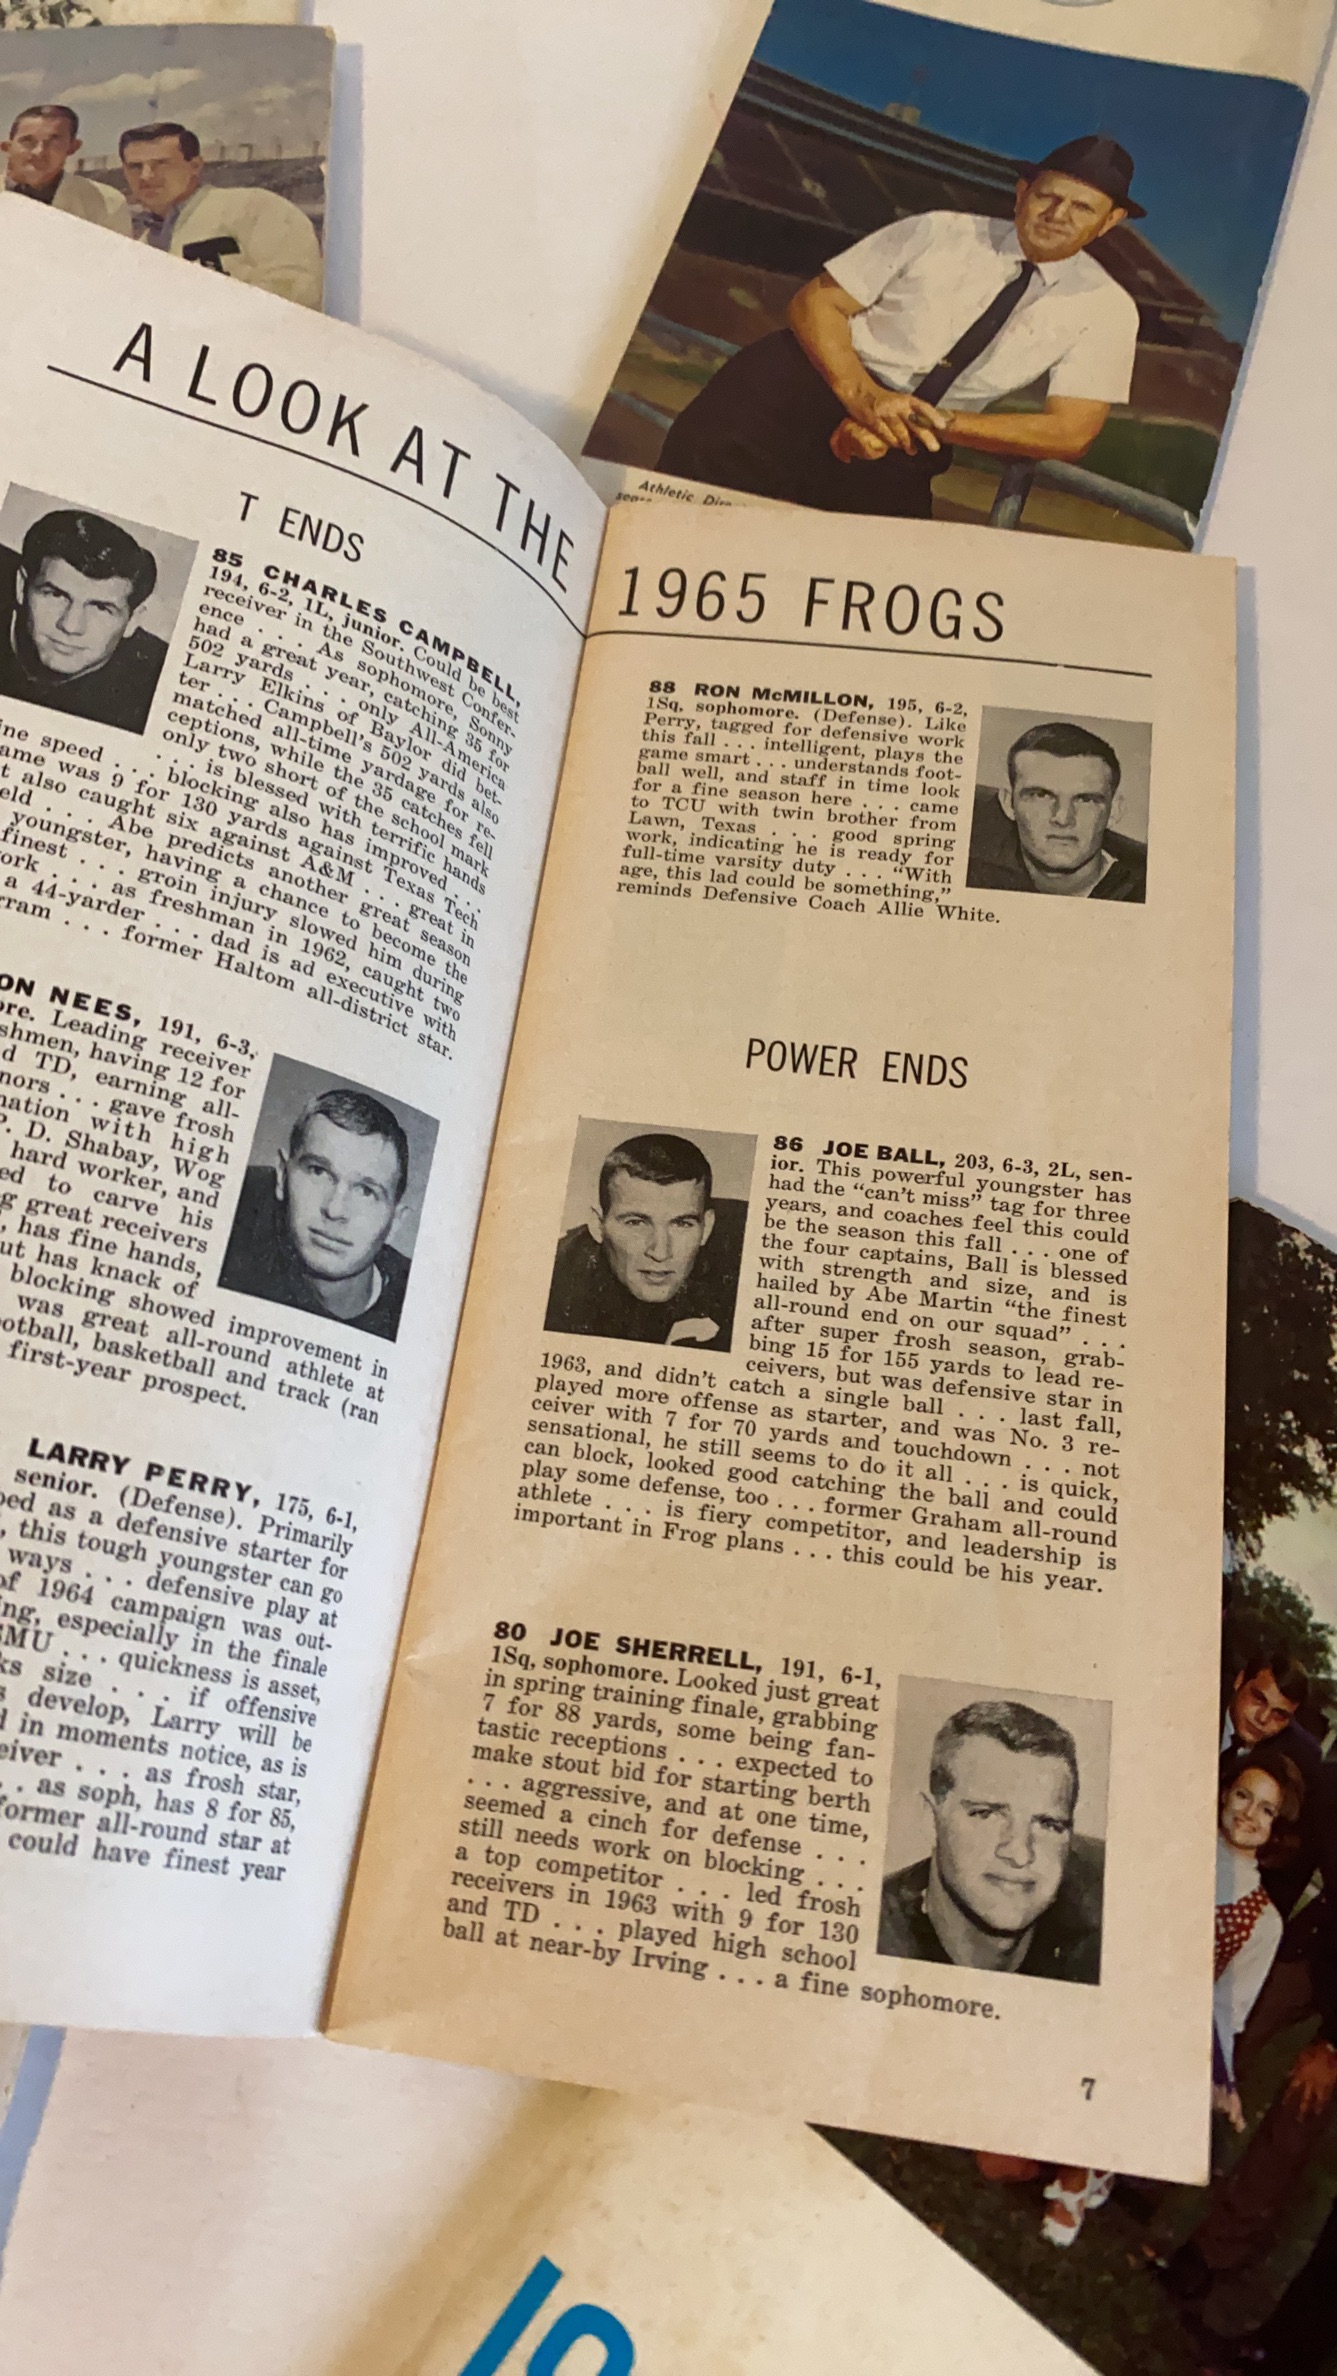 Athletic
A LOOK AT THE
T ENDS
85 CHARLES CAMPBELL,
194, 6-2, 1L, junior. Could be best
receiver in the Southwest Confer-
ence . . . As sophomore, Sonny
had a great year, catching 35 for
502 yards . . . only All-America
Larry Elkins of Baylor did bet-
ter . . . Campbell's 502 yards also
matched all-time yardage for re-
ceptions, while the 35 catches fell
only two short of the school mark
. . . is blessed with terrific hands
speed . . . blocking also has improved . . .
was 9 for 130 yards against Texas Tech
also caught six against A&M . . . great in
. . . Abe predicts another great season
youngster, having a chance to become the
finest . . . groin injury slowed him during
. . . as freshman in 1962, caught two
a 44-yarder . . . dad is ad executive with
. . . former Haltom all-district star.
NEES, 191, 6-3,
Leading receiver
having 12 for
TD, earning all-
. . . gave frosh
with high
P. D. Shabay, Wog
hard worker, and
to carve his
great receivers
has fine hands,
has knack of
blocking showed improvement in
was great all-round athlete at
basketball and track (ran
first-year prospect.
LARRY PERRY, 175, 6-1,
senior. (Defense). Primarily
as a defensive starter for
this tough youngster can go
ways . . . defensive play at
of 1964 campaign was out-
especially in the finale
. . . quickness is asset,
size . . . if offensive
develop, Larry will be
in moments notice, as is
. . . as frosh star,
. . as soph, has 8 for 85,
former all-round star at
could have finest year
1965 FROGS
88 RON McMILLON, 195, 6-2,
1Sq, sophomore. (Defense). Like
Perry, tagged for defensive work
this fall . . . intelligent, plays the
game smart . . . understands foot-
ball well, and staff in time look
for a fine season here . . . came
to TCU with twin brother from
Lawn, Texas . . . good spring
work, indicating he is ready for
full-time varsity duty . . . "With
age, this lad could be something,"
reminds Defensive Coach Allie White.
POWER ENDS
86 JOE BALL, 203, 6-3, 2L, sen-
ior. This powerful youngster has
had the "can't miss" tag for three
years, and coaches feel this could
be the season this fall . . . one of
the four captains, Ball is blessed
with strength and size, and is
hailed by Abe Martin "the finest
all-round end on our squad" . . .
after super frosh season, grab-
bing 15 for 155 yards to lead re-
ceivers, but was defensive star in
1963, and didn't catch a single ball . . . last fall,
played more offense as starter, and was No. 3 re-
ceiver with 7 for 70 yards and touchdown . . . not
sensational, he still seems to do it all . . . is quick,
can block, looked good catching the ball and could
play some defense, too . . . former Graham all-round
athlete . . . is fiery competitor, and leadership is
important in Frog plans . . . this could be his year.
80 JOE SHERRELL, 191, 6-1,
1Sq, sophomore. Looked just great
in spring training finale, grabbing
7 for 88 yards, some being fan-
tastic receptions . . . expected to
make stout bid for starting berth
. . . aggressive, and at one time,
seemed a cinch for defense . . .
still needs work on blocking . . .
a top competitor . . . led frosh
receivers in 1963 with 9 for 130
and TD . . . played high school
ball at near-by Irving . . . a fine sophomore.
7